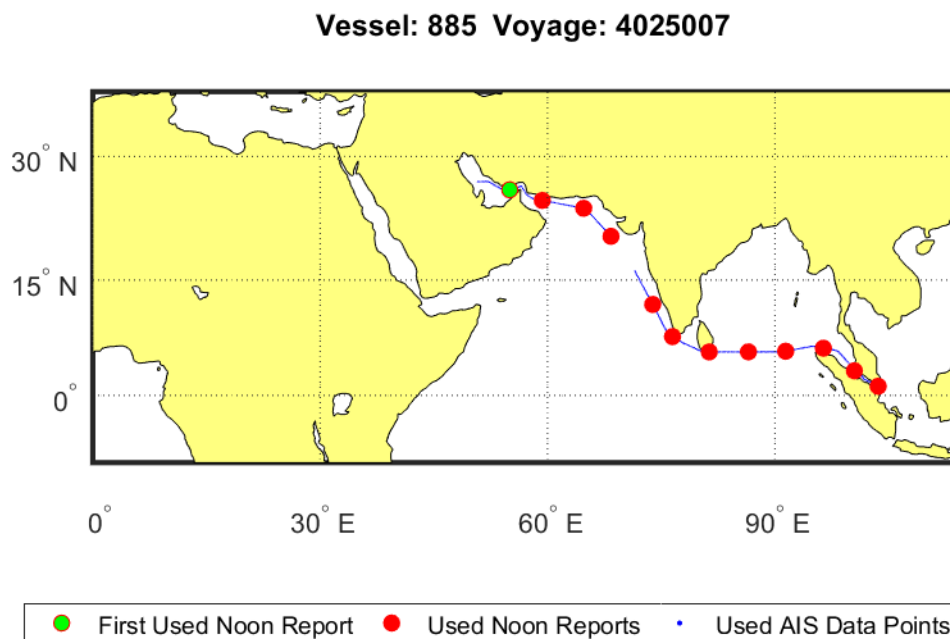 Vessel: 885  Voyage: 4025007
30° N
15° N
0°
0°
30° E
60° E
90° E
First Used Noon Report
Used Noon Reports
Used AIS Data Points